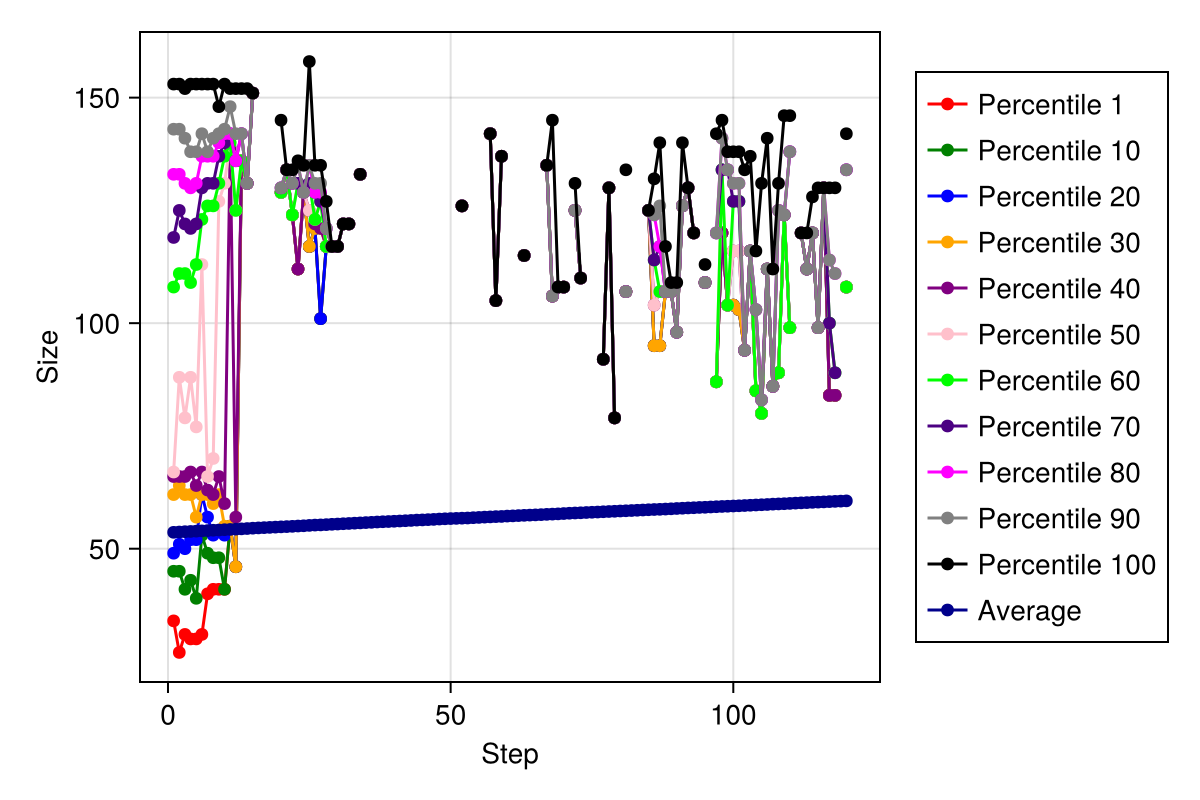 150
100
50
Size
0
50
100
Step
Percentile 1
Percentile 10
Percentile 20
Percentile 30
Percentile 40
Percentile 50
Percentile 60
Percentile 70
Percentile 80
Percentile 90
Percentile 100
Average